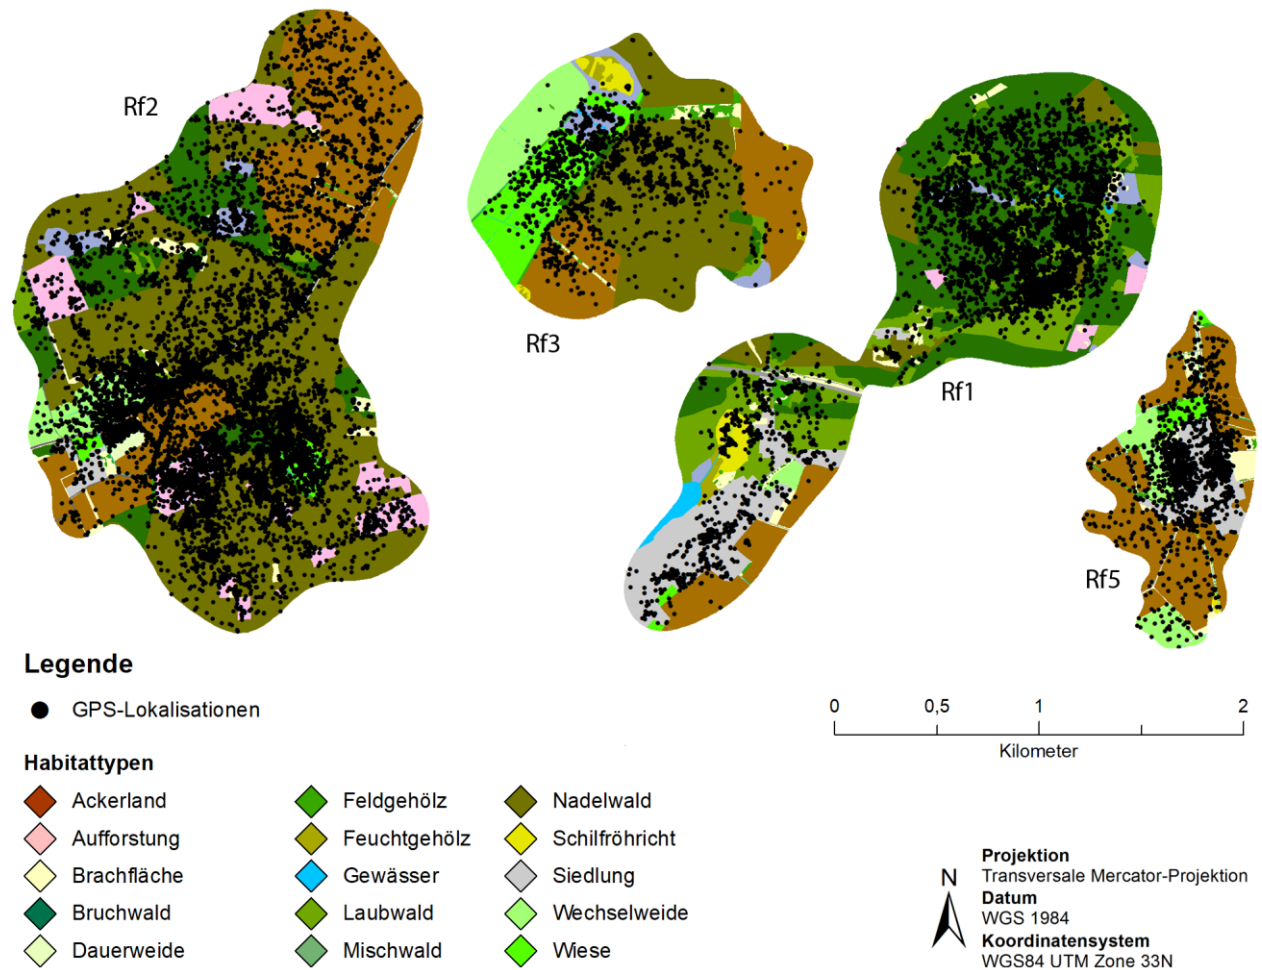 Rf2
Rf3
Rf1
Rf5
Legende
GPS-Lokalisationen
Habitattypen
Ackerland
Aufforstung
Brachfläche
Bruchwald
Dauerweide
Feldgehölz
Feuchtgehölz
Gewässer
Laubwald
Mischwald
Nadelwald
Schilfröhricht
Siedlung
Wechselweide
Wiese
0 0,5 1 2
Kilometer
N
Projektion
Transversale Mercator-Projektion
Datum
WGS 1984
Koordinatensystem
WGS84 UTM Zone 33N